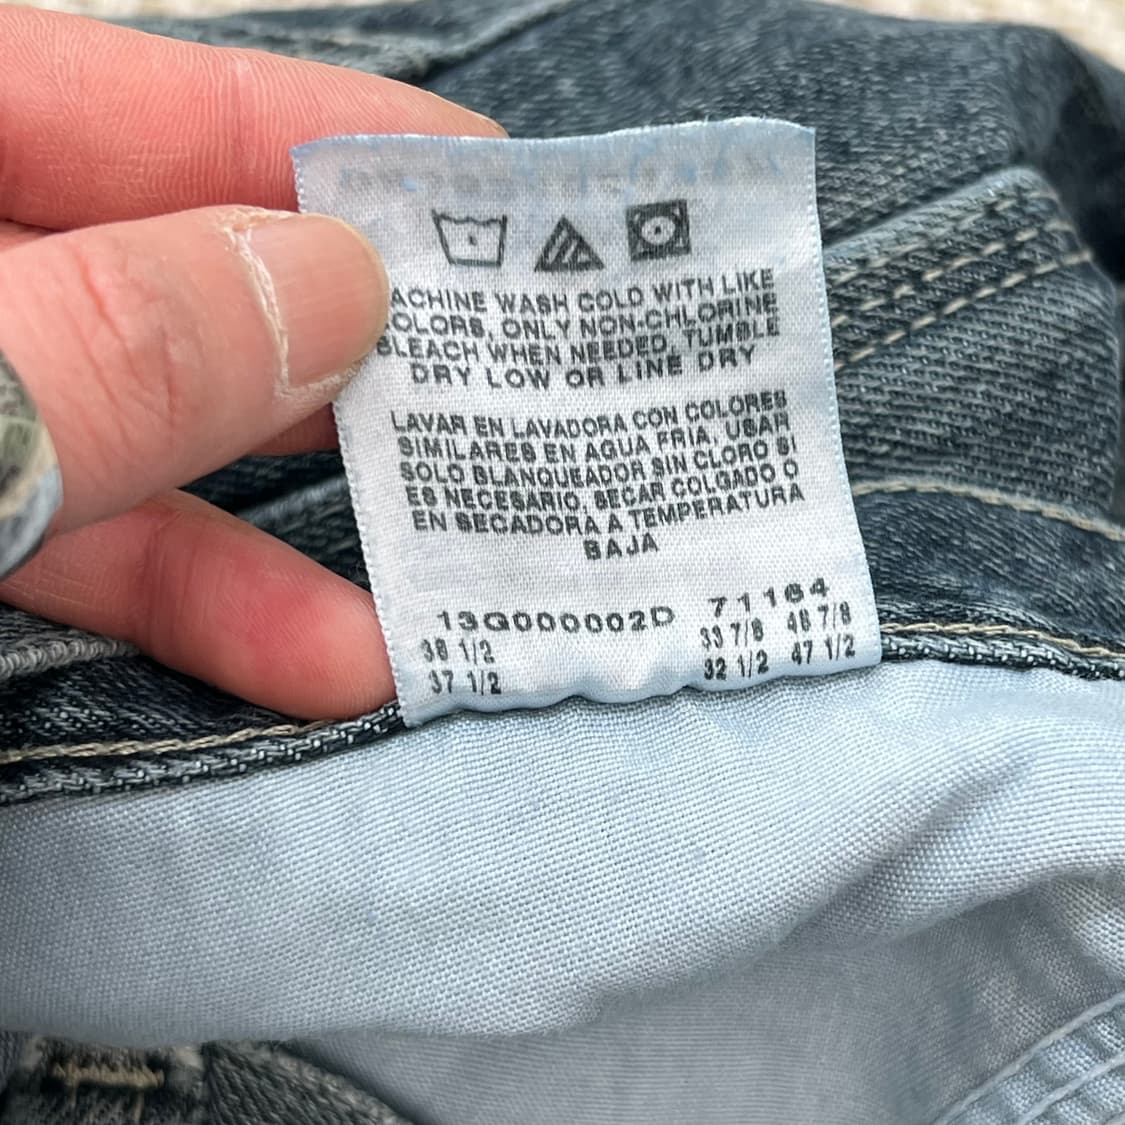 ACHINE WASH COLD WITH LIKE
OLORS, ONLY NON-CHLORINE
BLEACH WHEN NEEDED, TUMBLE
DRY LOW OR LINE DRY
LAVAR EN LAVADORA CON COLORES
SIMILARES EN AGUA FRIA, USAR
SOLO BLANQUEADOR SIN CLORO SI
ES NECESARIO, SECAR COLGADO O
EN SECADORA A TEMPERATURA
BAJA
13G000002D 71164
38 1/2 33 7/8 48 7/8
37 1/2 32 1/2 47 1/2